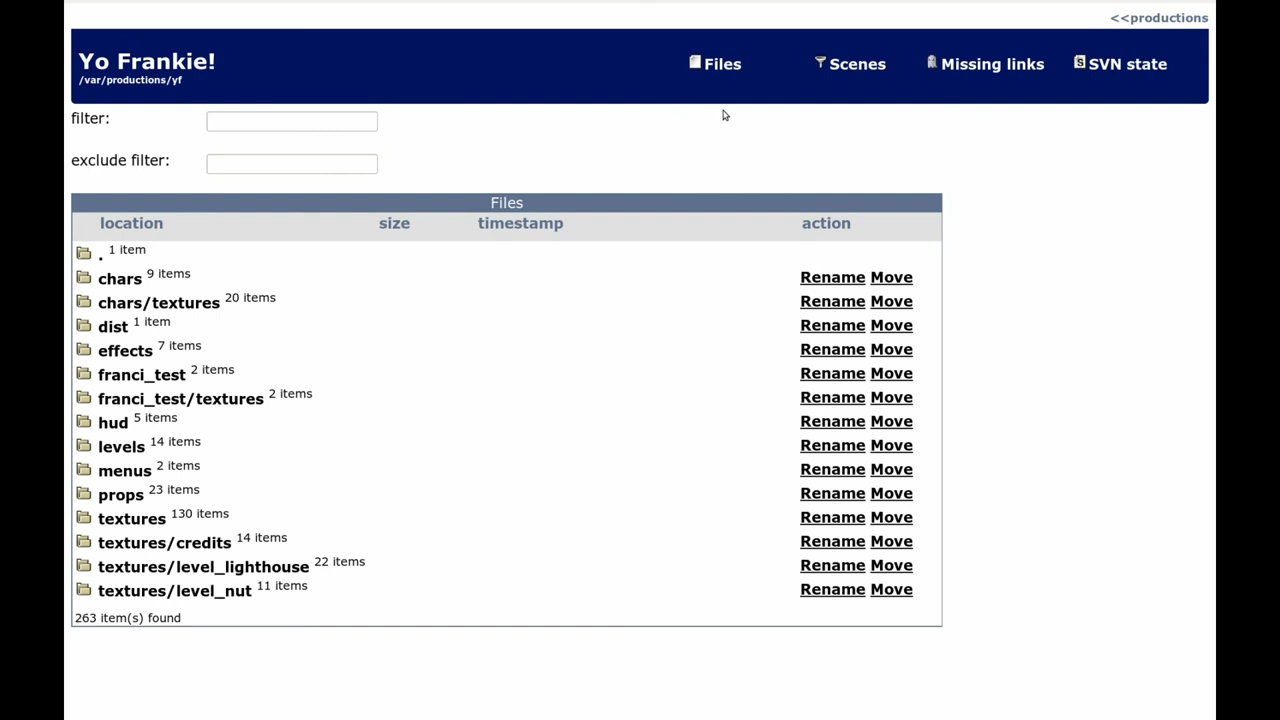 <<productions
Yo Frankie!
/var/productions/yf
Files Scenes Missing links SVN state
filter:
exclude filter:
Files
location size timestamp action
. 1 item
chars 9 items Rename Move
chars/textures 20 items Rename Move
dist 1 item Rename Move
effects 7 items Rename Move
franci_test 2 items Rename Move
franci_test/textures 2 items Rename Move
hud 5 items Rename Move
levels 14 items Rename Move
menus 2 items Rename Move
props 23 items Rename Move
textures 130 items Rename Move
textures/credits 14 items Rename Move
textures/level_lighthouse 22 items Rename Move
textures/level_nut 11 items Rename Move
263 item(s) found